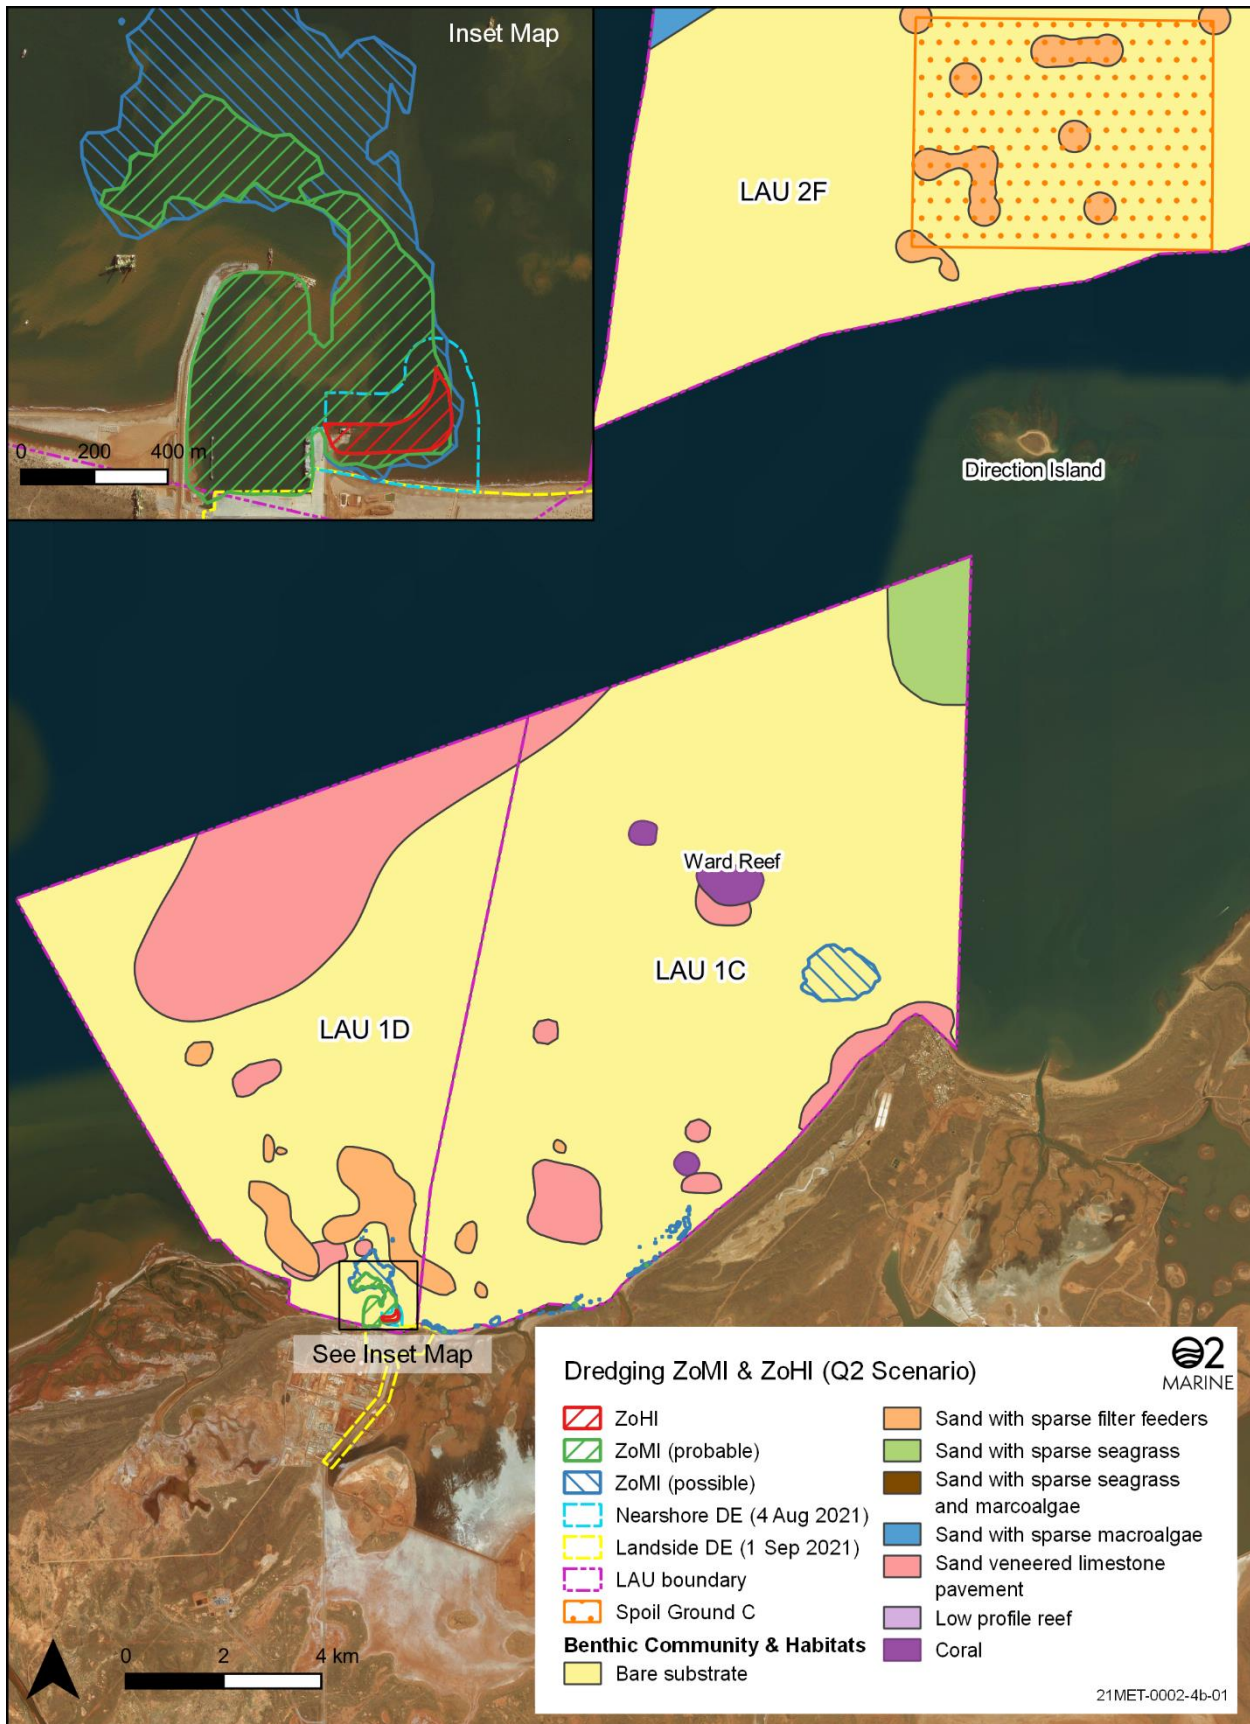 Inset Map
0 200 400 m
LAU 2F
Direction Island
Ward Reef
LAU 1C
LAU 1D
See Inset Map
0 2 4 km
Dredging ZoMI & ZoHI (Q2 Scenario)
O2
MARINE
ZoHI
ZoMI (probable)
ZoMI (possible)
Nearshore DE (4 Aug 2021)
Landside DE (1 Sep 2021)
LAU boundary
Spoil Ground C
Benthic Community & Habitats
Bare substrate
Sand with sparse filter feeders
Sand with sparse seagrass
Sand with sparse seagrass
and marcoalgae
Sand with sparse macroalgae
Sand veneered limestone
pavement
Low profile reef
Coral
21MET-0002-4b-01